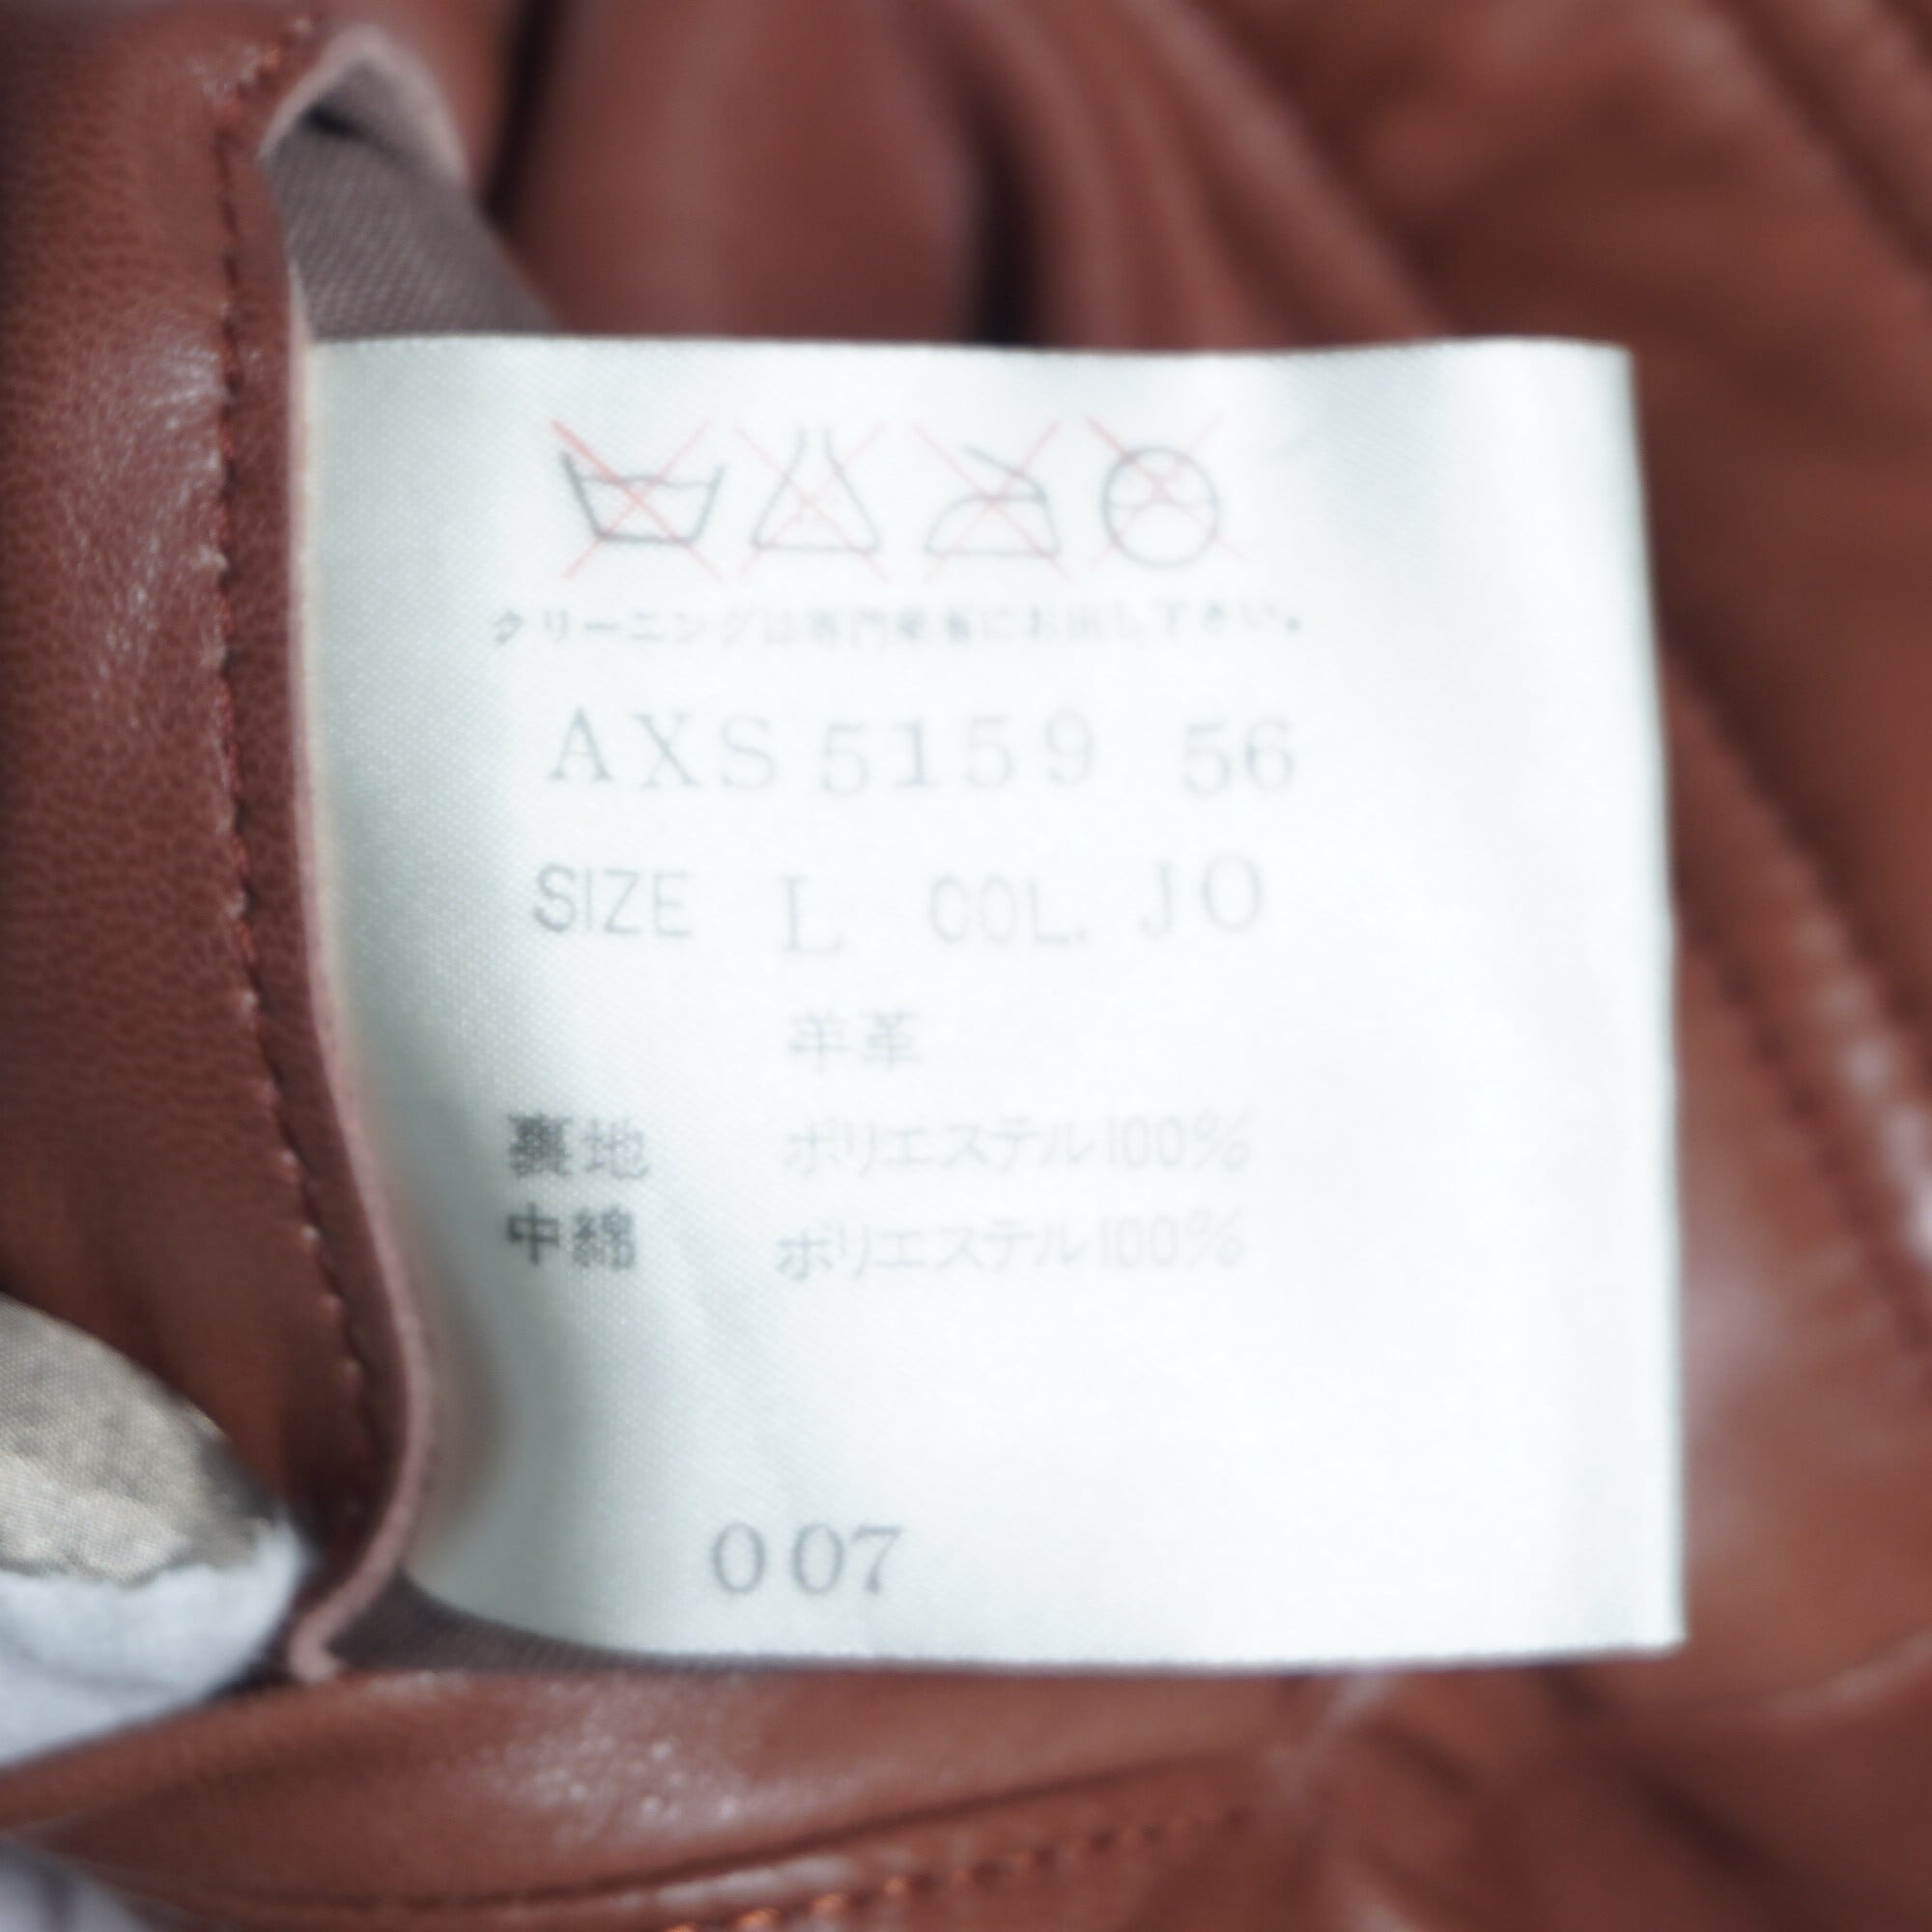 クリーニングは専門業者にお出し下さい。
AXS5159 56
SIZE L COL. JO
羊革
裏地 ポリエステル100%
中綿 ポリエステル100%
007